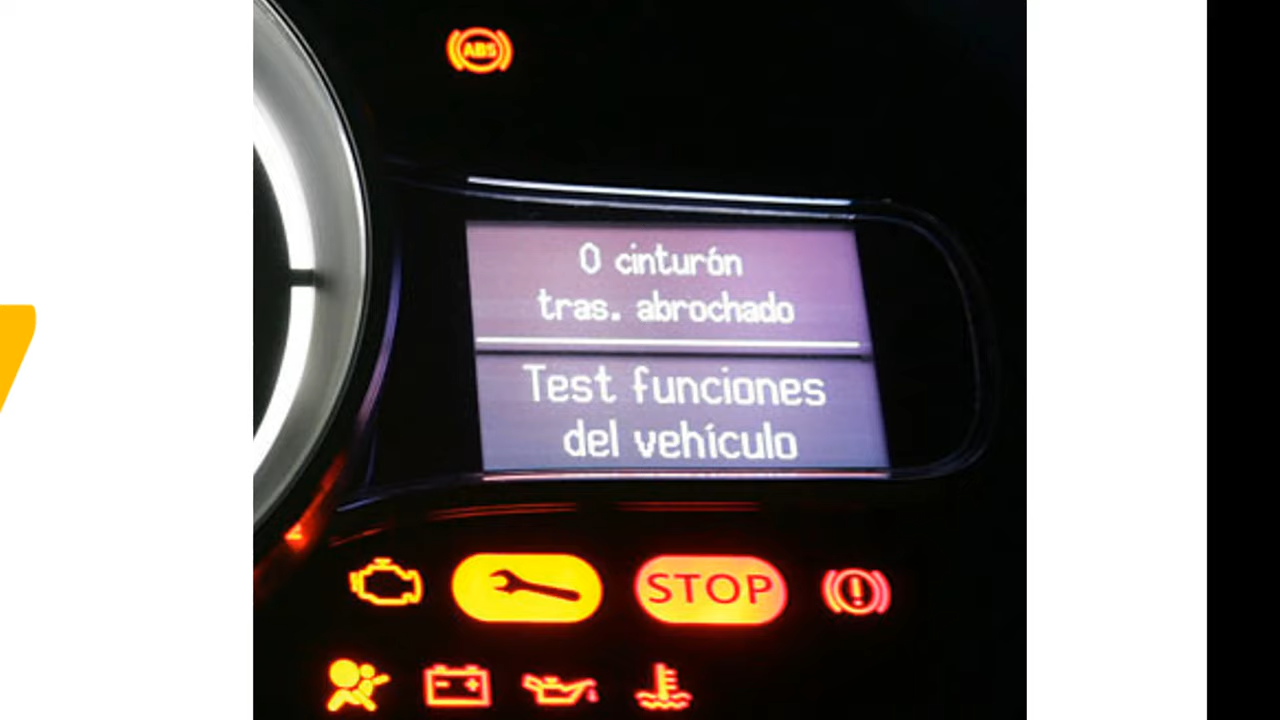 ABS
0 cinturón
tras. abrochado
Test funciones
del vehículo
STOP